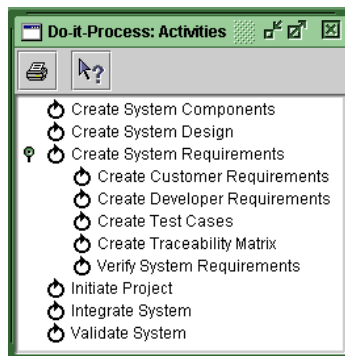 Do-it-Process: Activities
?
Create System Components
Create System Design
Create System Requirements
Create Customer Requirements
Create Developer Requirements
Create Test Cases
Create Traceability Matrix
Verify System Requirements
Initiate Project
Integrate System
Validate System